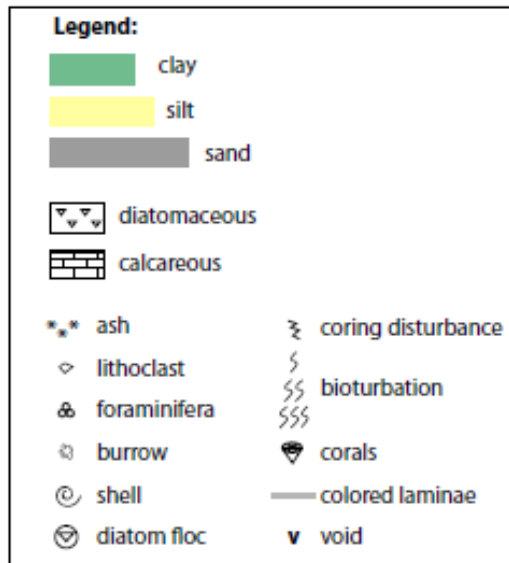 Legend:
clay
silt
sand
diatomaceous
calcareous
ash
lithoclast
foraminifera
burrow
shell
diatom floc
coring disturbance
bioturbation
corals
colored laminae
v void